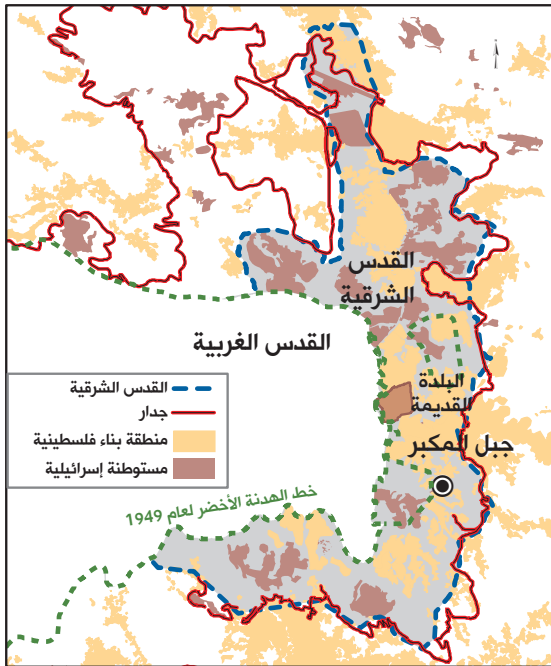 القدس
الشرقية
القدس الغربية
البلدة
القديمة
جبل المكبر
القدس الشرقية
جدار
منطقة بناء فلسطينية
مستوطنة إسرائيلية
خط الهدنة الأخضر لعام 1949